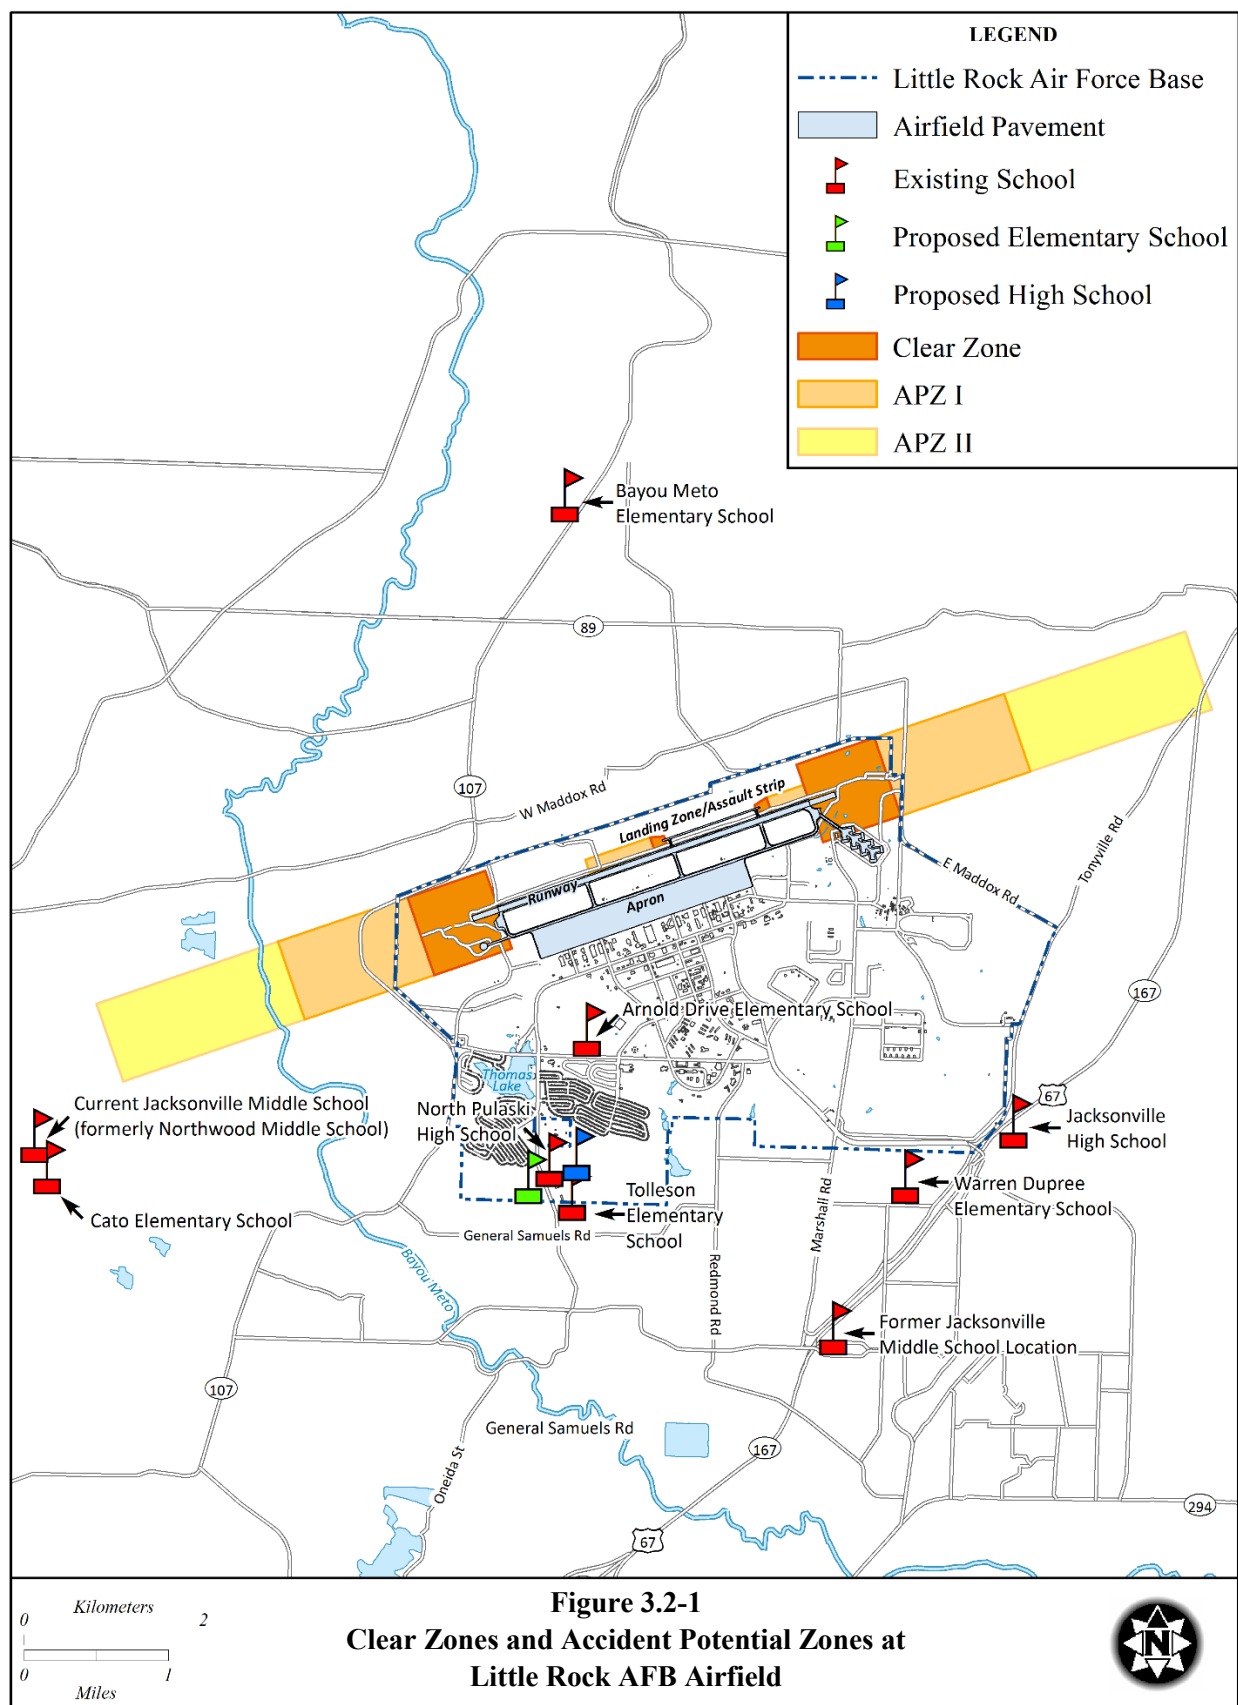 LEGEND
Little Rock Air Force Base
Airfield Pavement
Existing School
Proposed Elementary School
Proposed High School
Clear Zone
APZ I
APZ II
Bayou Meto
Elementary School
89
107
W Maddox Rd
Landing Zone/Assault Strip
Runway
Apron
E Maddox Rd
Tonyville Rd
167
Arnold Drive Elementary School
Thomas
Lake
67
Current Jacksonville Middle School
(formerly Northwood Middle School)
North Pulaski
High School
Jacksonville
High School
Cato Elementary School
Tolleson
Elementary
School
Warren Dupree
Elementary School
General Samuels Rd
Marshall Rd
Redmond Rd
Bayou Meto
Former Jacksonville
Middle School Location
107
General Samuels Rd
167
Oneida St
294
67
0 Kilometers 2
0 1
Miles
Figure 3.2-1
Clear Zones and Accident Potential Zones at
Little Rock AFB Airfield
N